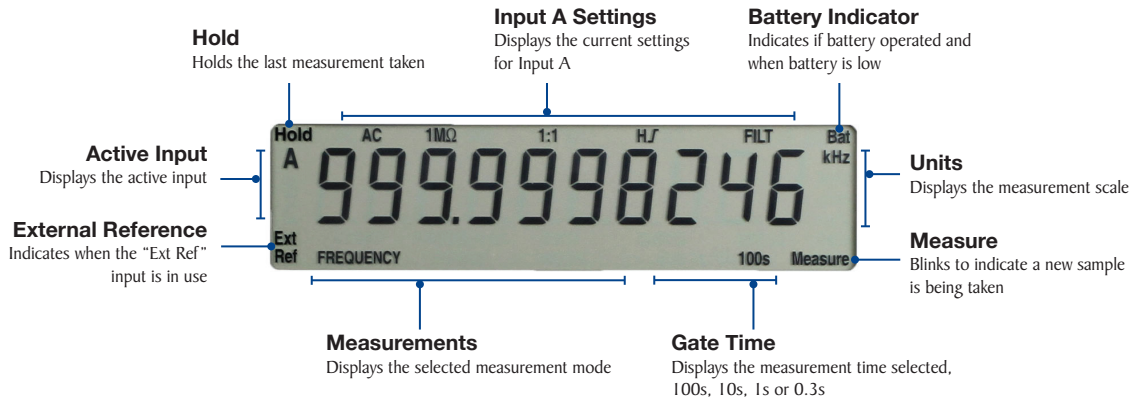 Hold
Holds the last measurement taken
Input A Settings
Displays the current settings
for Input A
Battery Indicator
Indicates if battery operated and
when battery is low
Active Input
Displays the active input
External Reference
Indicates when the “Ext Ref”
input is in use
Hold AC 1MΩ 1:1 H∫ FILT Bat
A 999.9998246 kHz
Ext
Ref FREQUENCY 100s Measure
Units
Displays the measurement scale
Measure
Blinks to indicate a new sample
is being taken
Measurements
Displays the selected measurement mode
Gate Time
Displays the measurement time selected,
100s, 10s, 1s or 0.3s